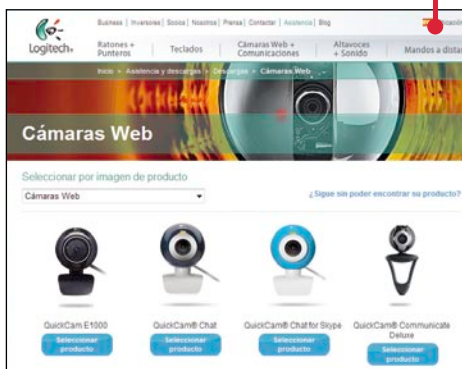 Business | Inversores | Socios | Nosotros | Prensa | Contactar | Asistencia | Blog
Logitech
Ratones +
Punteros
Teclados
Cámaras Web +
Comunicaciones
Altavoces
+ Sonido
Mandos a distan
Inicio » Asistencia y descargas » Descargas » Cámaras Web
Cámaras Web
Seleccionar por imagen de producto
Cámaras Web
¿Sigue sin poder encontrar su producto?
QuickCam E1000
QuickCam® Chat
QuickCam® Chat for Skype
QuickCam® Communicate
Deluxe
Seleccionar
producto
Seleccionar
producto
Seleccionar
producto
Seleccionar
producto